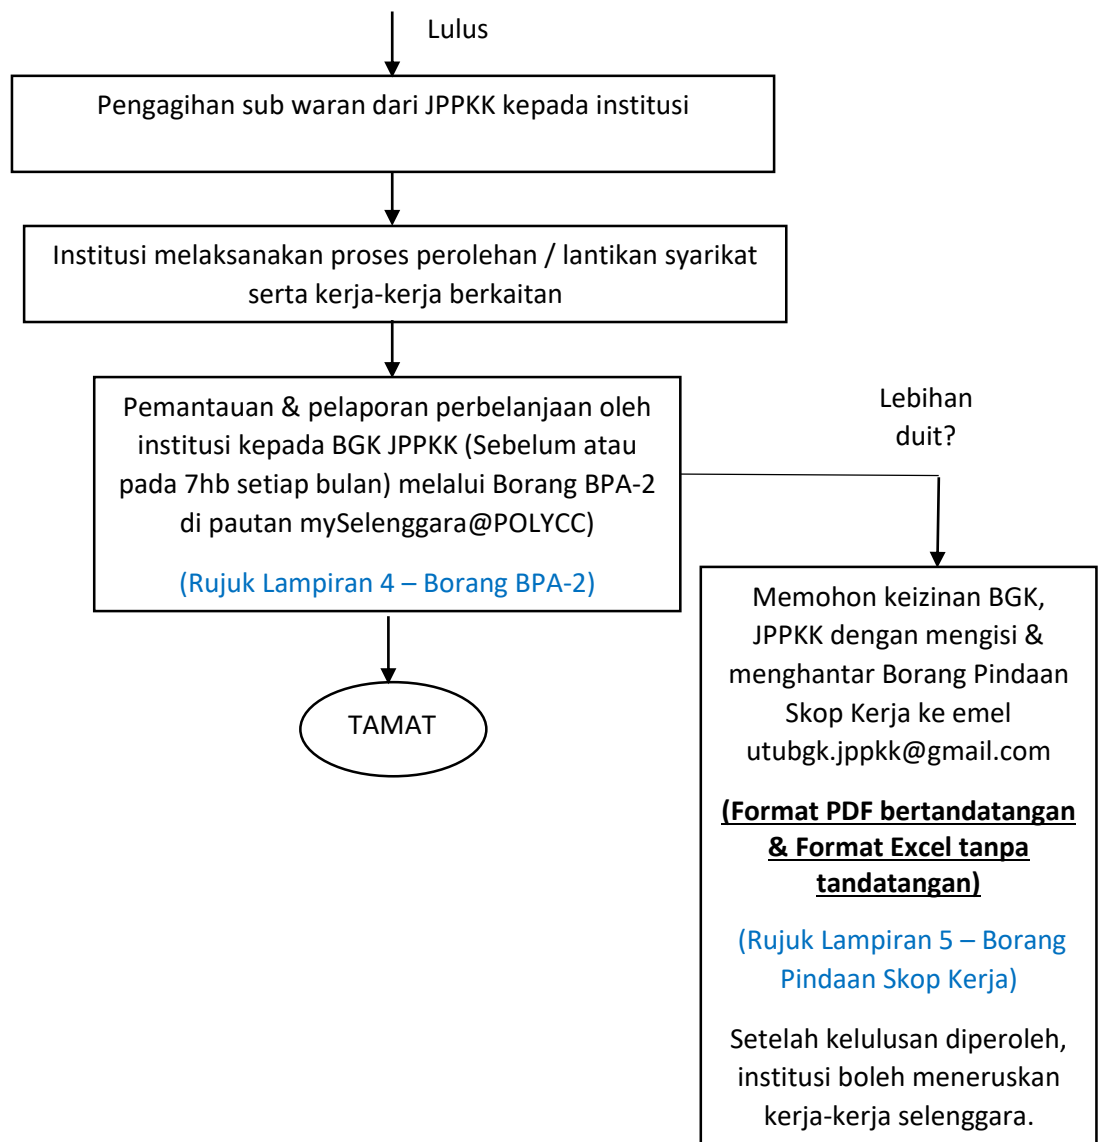 Lulus
Pengagihan sub waran dari JPPKK kepada institusi
Institusi melaksanakan proses perolehan / lantikan syarikat
serta kerja-kerja berkaitan
Pemantauan & pelaporan perbelanjaan oleh
institusi kepada BGK JPPKK (Sebelum atau
pada 7hb setiap bulan) melalui Borang BPA-2
di pautan mySelenggara@POLYCC)
(Rujuk Lampiran 4 – Borang BPA-2)
Lebihan
duit?
TAMAT
Memohon keizinan BGK,
JPPKK dengan mengisi &
menghantar Borang Pindaan
Skop Kerja ke emel
utubgk.jppkk@gmail.com
(Format PDF bertandatangan
& Format Excel tanpa
tandatangan)
(Rujuk Lampiran 5 – Borang
Pindaan Skop Kerja)
Setelah kelulusan diperoleh,
institusi boleh meneruskan
kerja-kerja selenggara.